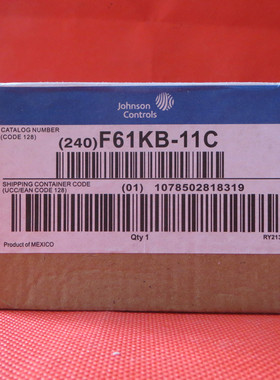 Johnson
Controls
CATALOG NUMBER
(CODE 128)
(240)F61KB-11C
SHIPPING CONTAINER CODE
(UCC/EAN CODE 128)
(01) 1078502818319
Qty 1
Product of MEXICO
RY213